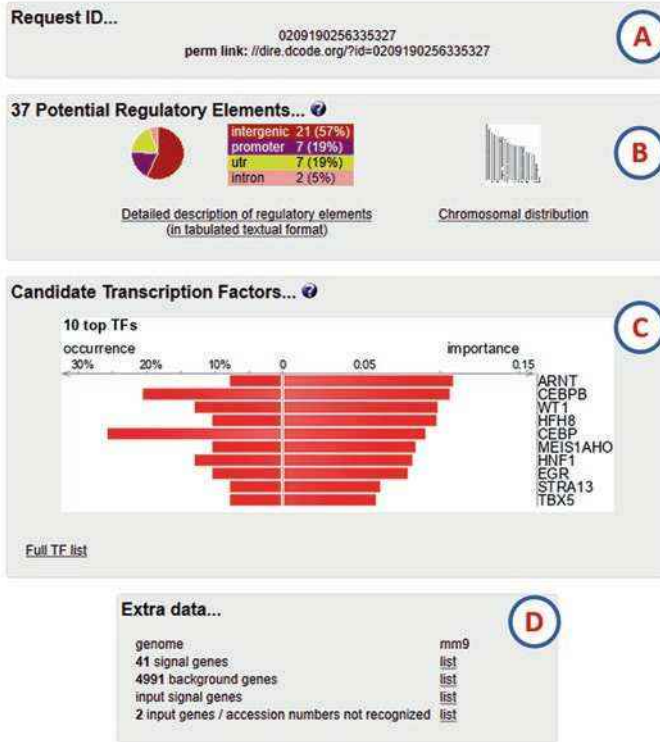 Request ID...
A
0209190256335327
perm link: //dire.dcode.org/?id=0209190256335327
37 Potential Regulatory Elements... ?
B
intergenic 21 (57%)
promoter 7 (19%)
utr 7 (19%)
intron 2 (5%)
Detailed description of regulatory elements
(in tabulated textual format)
Chromosomal distribution
Candidate Transcription Factors... ?
C
10 top TFs
occurrence importance
30% 20% 10% 0 0.05 0.15
ARNT
CEBPB
WT1
HFH8
CEBP
MEIS1AHO
HNF1
EGR
STRA13
TBX5
Full TF list
Extra data...
D
genome mm9
41 signal genes list
4991 background genes list
input signal genes list
2 input genes / accession numbers not recognized list